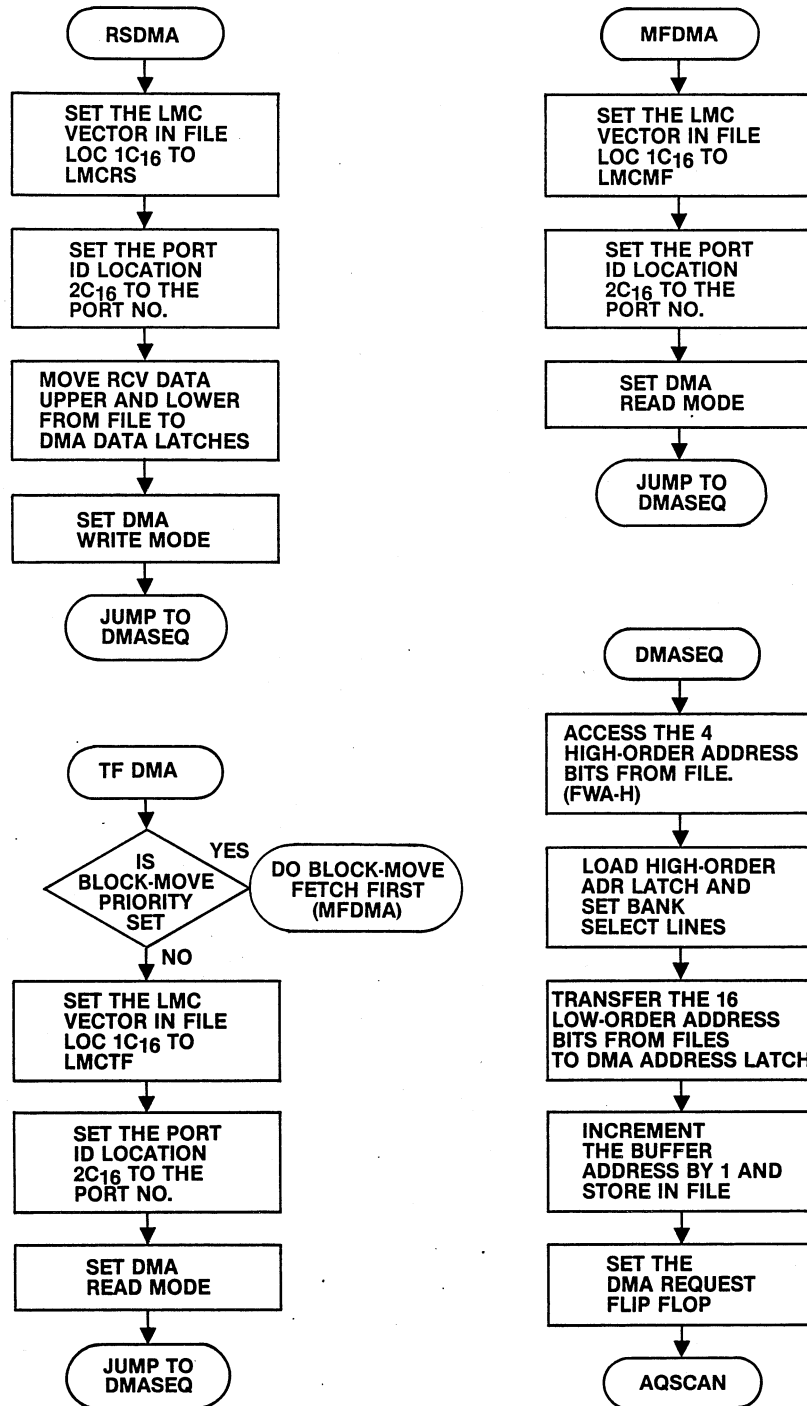 RSDMA
SET THE LMC
VECTOR IN FILE
LOC 1C16 TO
LMCRS
SET THE PORT
ID LOCATION
2C16 TO THE
PORT NO.
MOVE RCV DATA
UPPER AND LOWER
FROM FILE TO
DMA DATA LATCHES
SET DMA
WRITE MODE
JUMP TO
DMASEQ
TF DMA
IS
BLOCK-MOVE
PRIORITY
SET
YES
DO BLOCK-MOVE
FETCH FIRST
(MFDMA)
NO
SET THE LMC
VECTOR IN FILE
LOC 1C16 TO
LMCTF
SET THE PORT
ID LOCATION
2C16 TO THE
PORT NO.
SET DMA
READ MODE
JUMP TO
DMASEQ
MFDMA
SET THE LMC
VECTOR IN FILE
LOC 1C16 TO
LMCMF
SET THE PORT
ID LOCATION
2C16 TO THE
PORT NO.
SET DMA
READ MODE
JUMP TO
DMASEQ
DMASEQ
ACCESS THE 4
HIGH-ORDER ADDRESS
BITS FROM FILE.
(FWA-H)
LOAD HIGH-ORDER
ADR LATCH AND
SET BANK
SELECT LINES
TRANSFER THE 16
LOW-ORDER ADDRESS
BITS FROM FILES
TO DMA ADDRESS LATCH
INCREMENT
THE BUFFER
ADDRESS BY 1 AND
STORE IN FILE
SET THE
DMA REQUEST
FLIP FLOP
AQSCAN